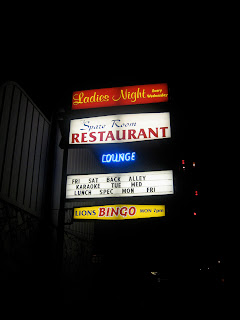 Ladies Night Every Wednesday
Spare Room
RESTAURANT
LOUNGE
FRI SAT BACK ALLEY
KARAOKE TUE WED
LUNCH SPEC MON FRI
LIONS BINGO MON 7pm